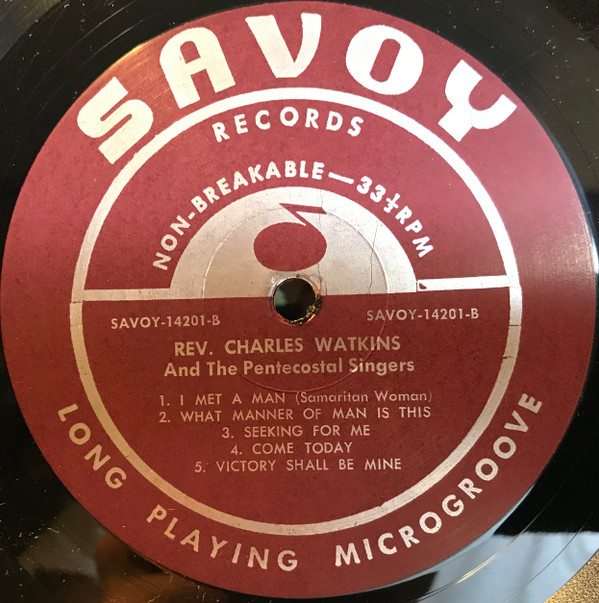 SAVOY
RECORDS
NON-BREAKABLE—33⅓RPM
SAVOY-14201-B
SAVOY-14201-B
REV. CHARLES WATKINS
And The Pentecostal Singers
1. I MET A MAN (Samaritan Woman)
2. WHAT MANNER OF MAN IS THIS
3. SEEKING FOR ME
4. COME TODAY
5. VICTORY SHALL BE MINE
LONG PLAYING MICROGROOVE